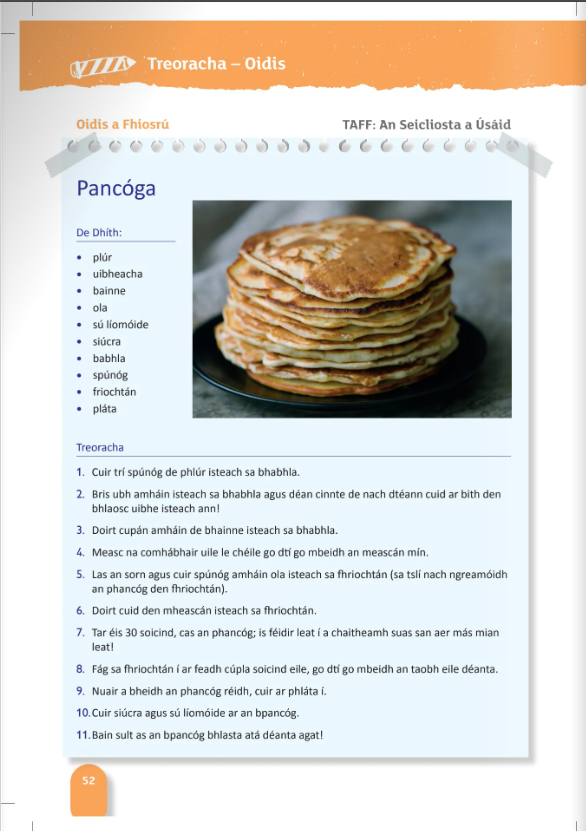 Treoracha – Oidis
Oidis a Fhiosrú
TAFF: An Seicliosta a Úsáid
Pancóga
De Dhíth:
• plúr
• uibheacha
• bainne
• ola
• sú líomóide
• siúcra
• babhla
• spúnóg
• friochtán
• pláta
Treoracha
1. Cuir trí spúnóg de phlúr isteach sa bhabhla.
2. Bris ubh amháin isteach sa bhabhla agus déan cinnte de nach dtéann cuid ar bith den
bhlaosc uibhe isteach ann!
3. Doirt cupán amháin de bhainne isteach sa bhabhla.
4. Measc na comhábhair uile le chéile go dtí go mbeidh an meascán mín.
5. Las an sorn agus cuir spúnóg amháin ola isteach sa fhriochtán (sa tslí nach ngreamóidh
an phancóg den fhriochtán).
6. Doirt cuid den mheascán isteach sa fhriochtán.
7. Tar éis 30 soicind, cas an phancóg; is féidir leat í a chaitheamh suas san aer más mian
leat!
8. Fág sa fhriochtán í ar feadh cúpla soicind eile, go dtí go mbeidh an taobh eile déanta.
9. Nuair a bheidh an phancóg réidh, cuir ar phláta í.
10. Cuir siúcra agus sú líomóide ar an bpancóg.
11. Bain sult as an bpancóg bhlasta atá déanta agat!
52